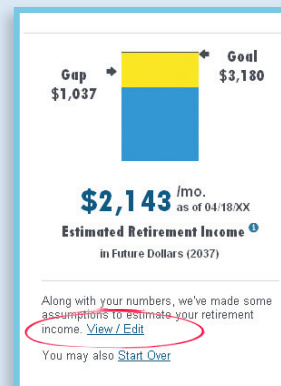 Goal
$3,180
Gap
$1,037
$2,143 /mo.
as of 04/18/XX
Estimated Retirement Income i
in Future Dollars (2037)
Along with your numbers, we've made some
assumptions to estimate your retirement
income. View / Edit
You may also Start Over